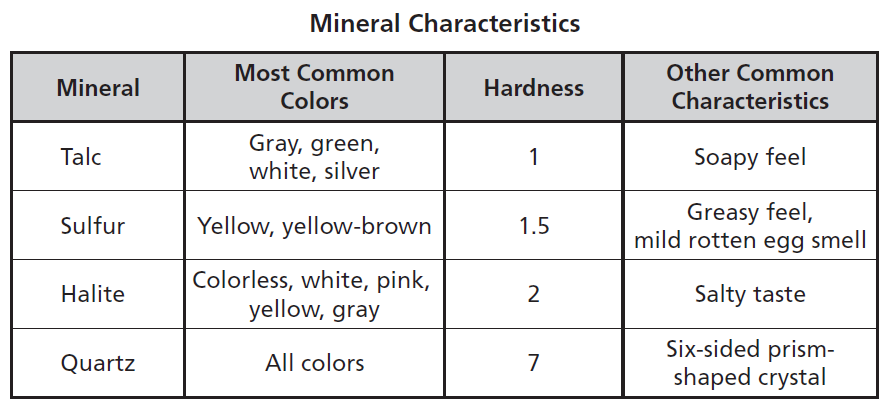 Mineral Characteristics
Mineral
Most Common
Colors
Hardness
Other Common
Characteristics
Talc
Gray, green,
white, silver
1
Soapy feel
Sulfur
Yellow, yellow-brown
1.5
Greasy feel,
mild rotten egg smell
Halite
Colorless, white, pink,
yellow, gray
2
Salty taste
Quartz
All colors
7
Six-sided prism-
shaped crystal